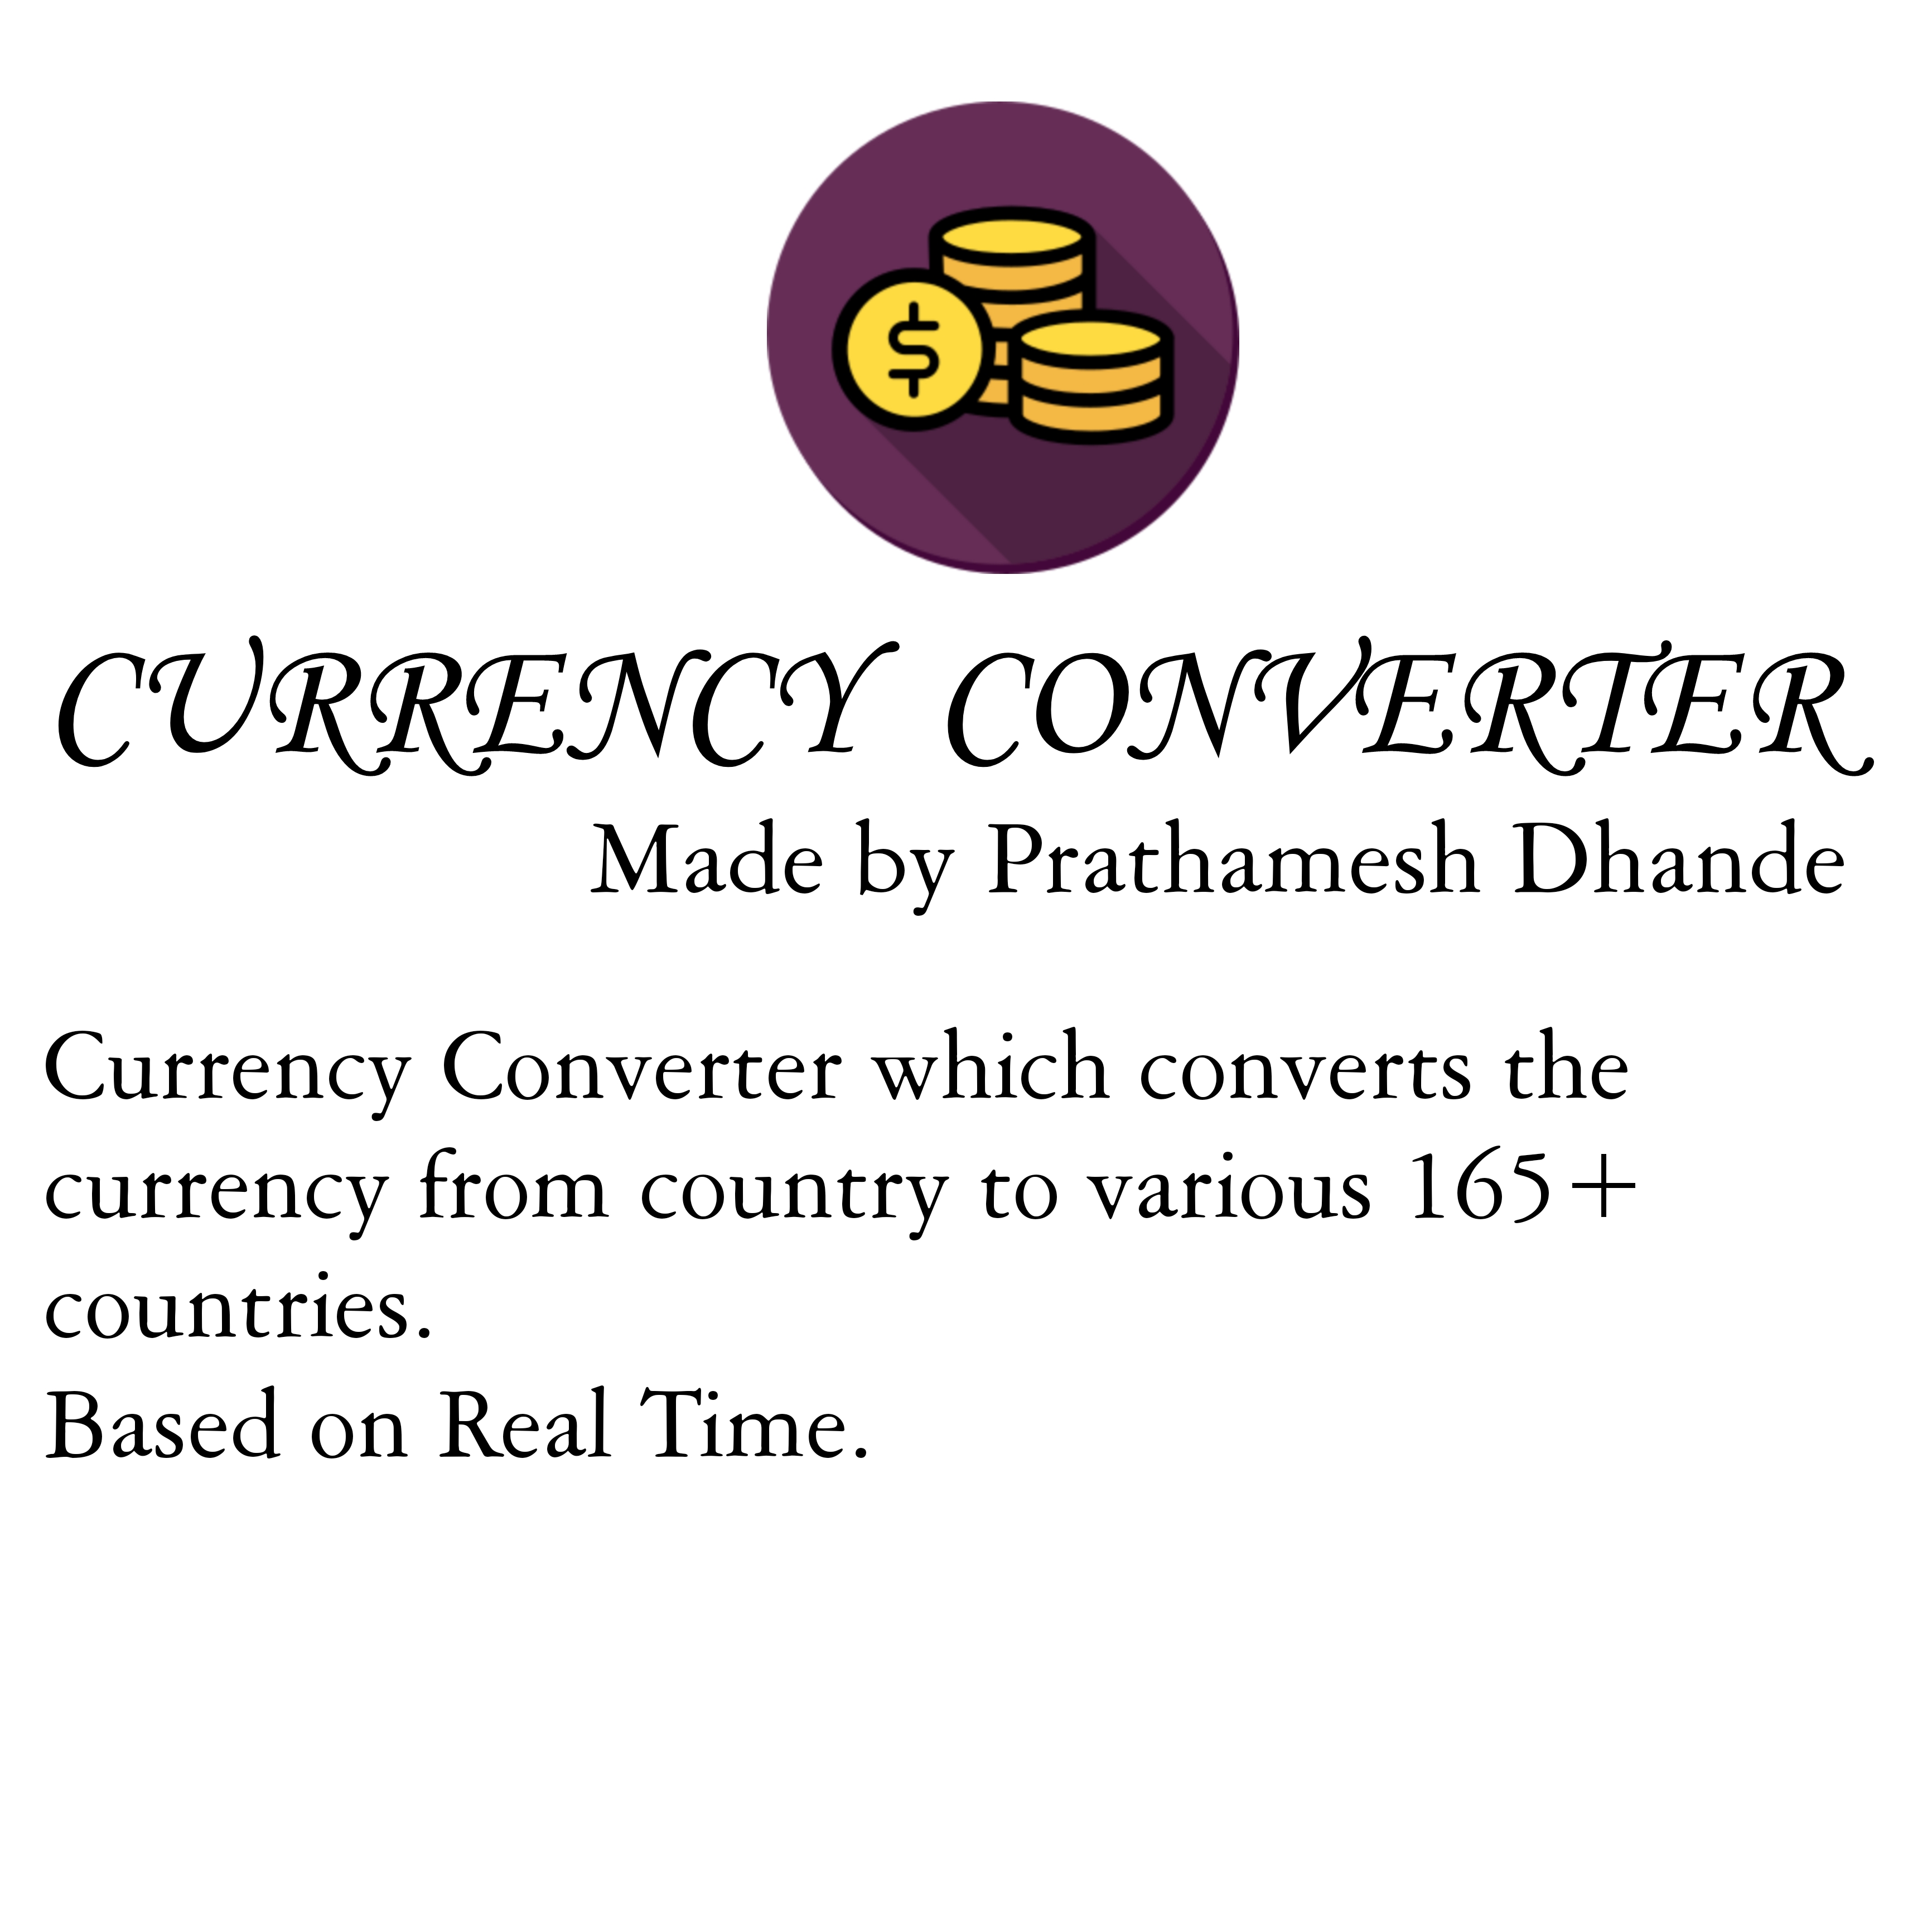 $
CURRENCY CONVERTER
Made by Prathamesh Dhande
Currency Converter which converts the
currency from country to various 165+
countries.
Based on Real Time.